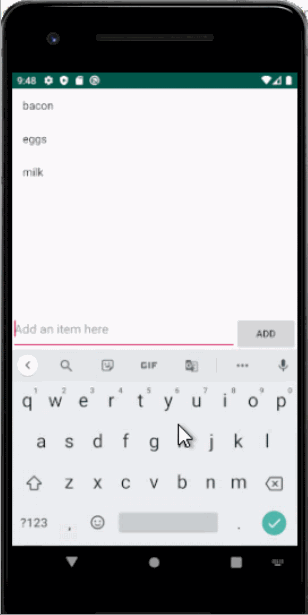 9:48
bacon
eggs
milk
Add an item here
ADD
GIF
1 2 3 4 5 6 7 8 9 0
q w e r t y u i o p
a s d f g j k l
z x c v b n m
?123 , .